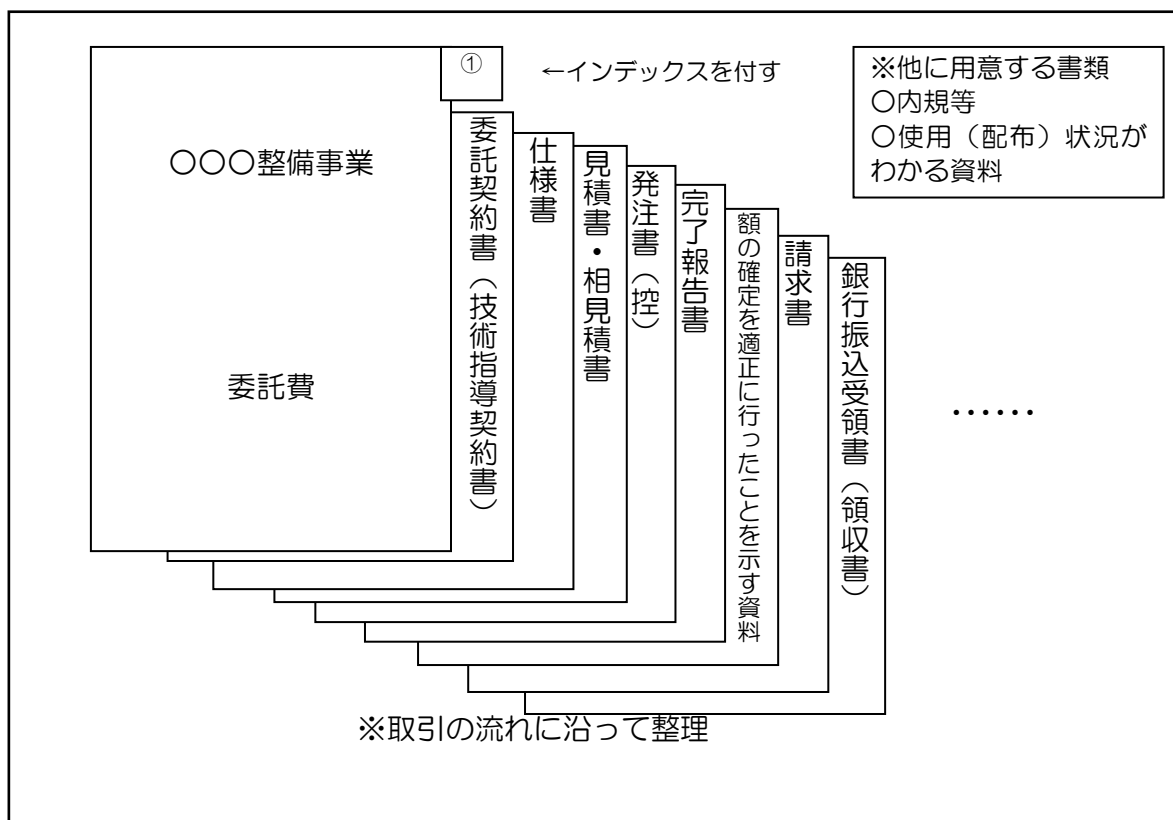 ①
←インデックスを付す
※他に用意する書類
〇内規等
〇使用（配布）状況が
わかる資料
〇〇〇整備事業
委託費
委託契約書（技術指導契約書）
仕様書
見積書・相見積書
発注書（控）
完了報告書
額の確定を適正に行ったことを示す資料
請求書
銀行振込受領書（領収書）
……
※取引の流れに沿って整理